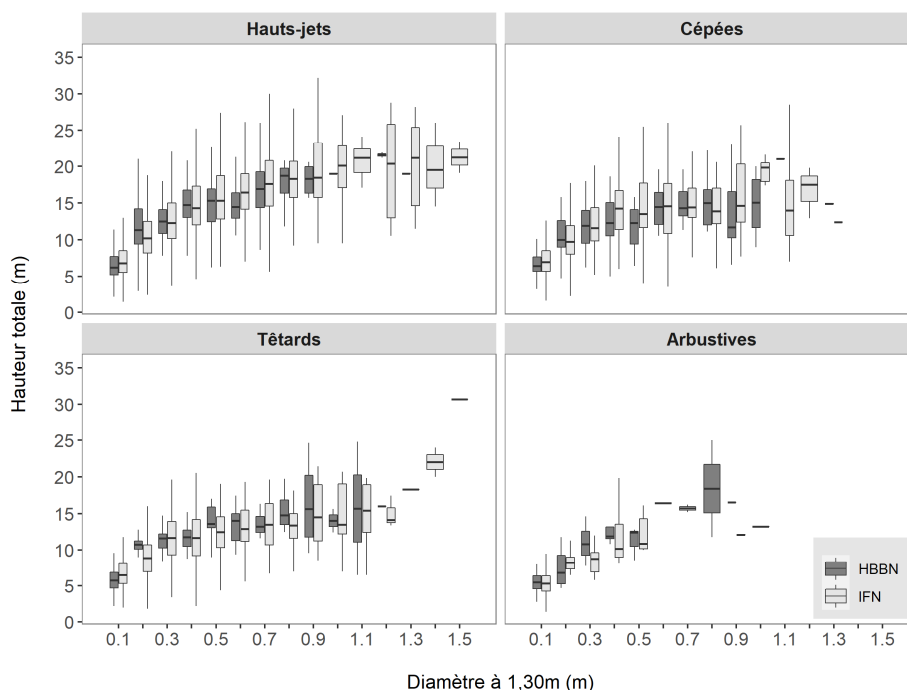 Hauts-jets
Cépées
35
30
25
20
15
10
5
0
Têtards
Arbustives
35
30
25
20
15
10
5
0
0.1 0.3 0.5 0.7 0.9 1.1 1.3 1.5
0.1 0.3 0.5 0.7 0.9 1.1 1.3 1.5
Hauteur totale (m)
HBBN
IFN
Diamètre à 1,30m (m)